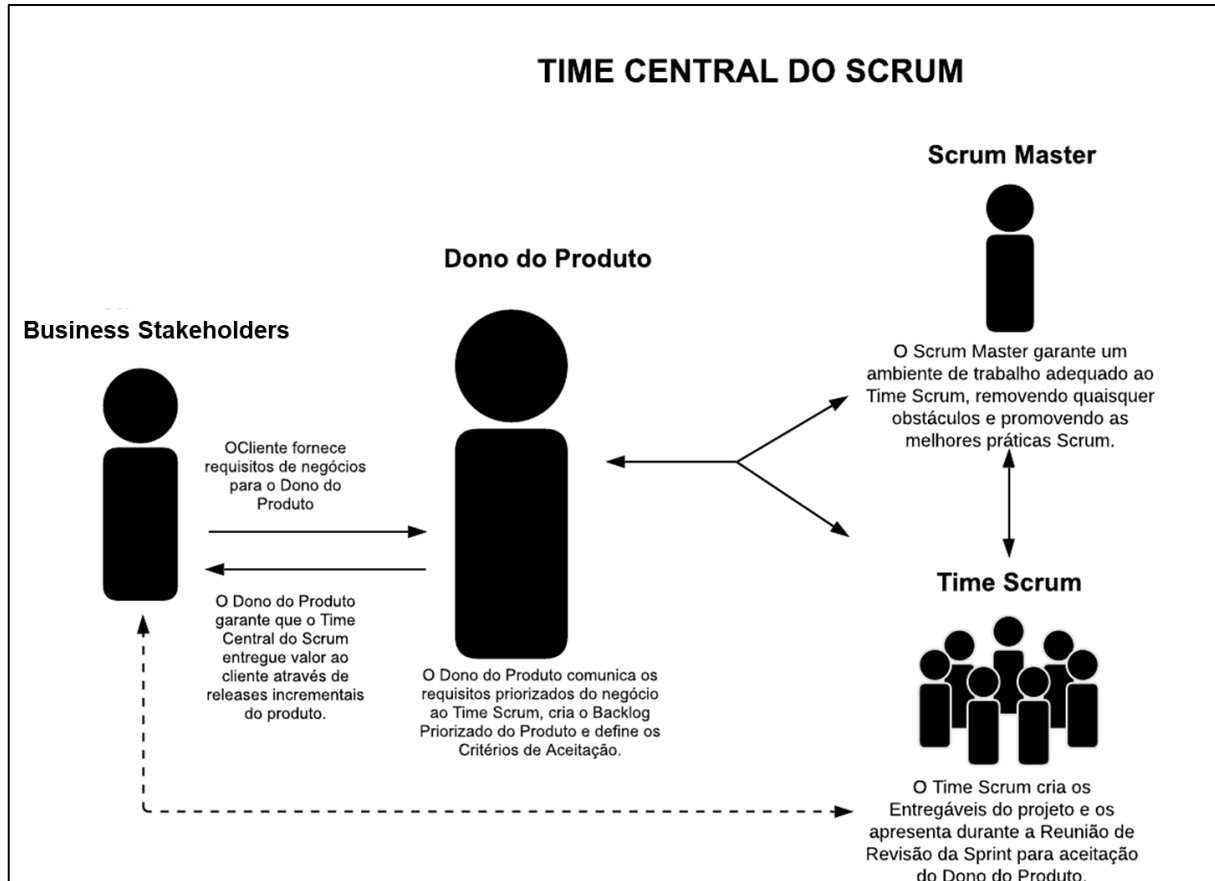 TIME CENTRAL DO SCRUM
Scrum Master
O Scrum Master garante um
ambiente de trabalho adequado ao
Time Scrum, removendo quaisquer
obstáculos e promovendo as
melhores práticas Scrum.
Dono do Produto
Business Stakeholders
OCliente fornece
requisitos de negócios
para o Dono do
Produto
O Dono do Produto
garante que o Time
Central do Scrum
entregue valor ao
cliente através de
releases incrementais
do produto.
O Dono do Produto comunica os
requisitos priorizados do negócio
ao Time Scrum, cria o Backlog
Priorizado do Produto e define os
Critérios de Aceitação.
Time Scrum
O Time Scrum cria os
Entregáveis do projeto e os
apresenta durante a Reunião de
Revisão da Sprint para aceitação
do Dono do Produto.